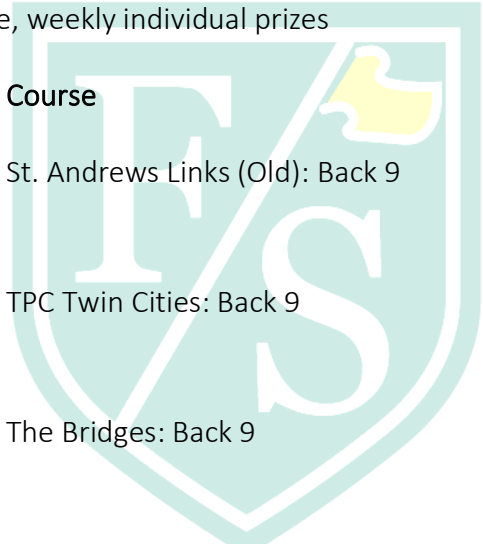 e, weekly individual prizes
Course
St. Andrews Links (Old): Back 9
TPC Twin Cities: Back 9
The Bridges: Back 9
F
S